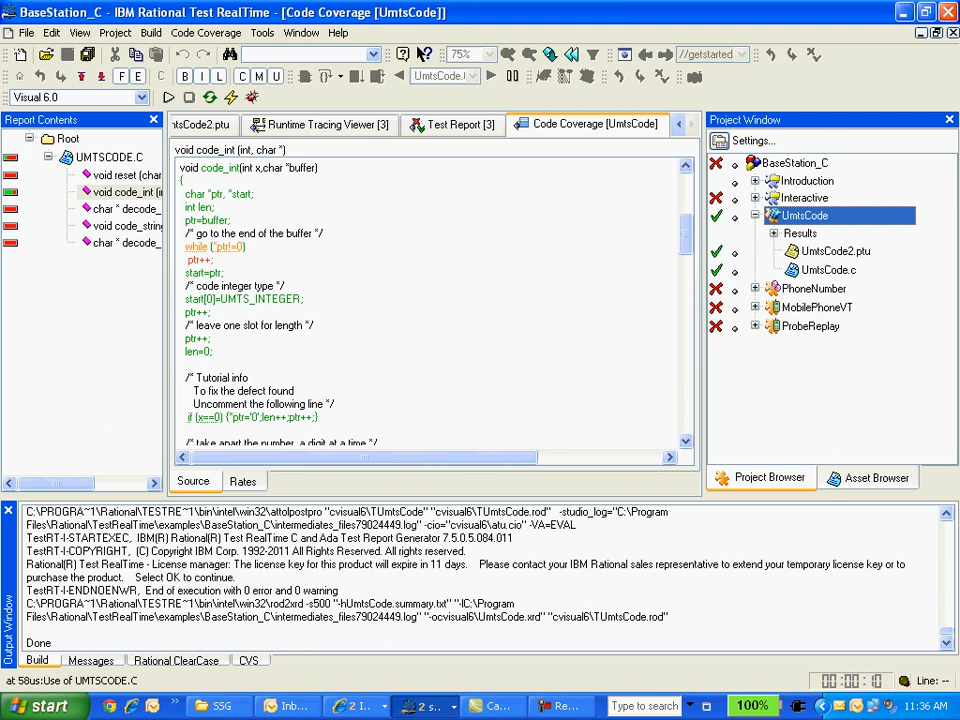 BaseStation_C - IBM Rational Test RealTime - [Code Coverage [UmtsCode]]
File Edit View Project Build Code Coverage Tools Window Help
75% //getstarted
F E C B I L C M U UmtsCode.
Visual 6.0
Report Contents
Root
UMTSCODE.C
void reset (char
void code_int (i
char * decode_
void code_string
char * decode_
ntsCode2.ptu Runtime Tracing Viewer [3] Test Report [3] Code Coverage [UmtsCode]
void code_int (int, char *)
void code_int(int x,char *buffer)
{
char *ptr, *start;
int len;
ptr=buffer;
/* go to the end of the buffer */
while (*ptr!=0)
ptr++;
start=ptr;
/* code integer type */
start[0]=UMTS_INTEGER;
ptr++;
/* leave one slot for length */
ptr++;
len=0;
/* Tutorial info
To fix the defect found
Uncomment the following line */
if (x==0) {*ptr='0';len++;ptr++;}
/* take apart the number, a digit at a time */
Source Rates
Project Window
Settings...
BaseStation_C
Introduction
Interactive
UmtsCode
Results
UmtsCode2.ptu
UmtsCode.c
PhoneNumber
MobilePhoneVT
ProbeReplay
Project Browser Asset Browser
Output Window
C:\PROGRA~1\Rational\TESTRE~1\bin\intel\win32\attolpostpro "cvisual6\TUmtsCode" "cvisual6\TUmtsCode.rod" -studio_log="C:\Program
Files\Rational\TestRealTime\examples\BaseStation_C\intermediates_files79024449.log" -cio="cvisual6\atu.cio" -VA=EVAL
TestRT-I-STARTEXEC, IBM(R) Rational(R) Test RealTime C and Ada Test Report Generator 7.5.0.5.084.011
TestRT-I-COPYRIGHT, (C) Copyright IBM Corp. 1992-2011 All Rights Reserved. All rights reserved.
Rational(R) Test RealTime - License manager: The license key for this product will expire in 11 days. Please contact your IBM Rational sales representative to extend your temporary license key or to
purchase the product. Select OK to continue.
TestRT-I-ENDNOENWR, End of execution with 0 error and 0 warning
C:\PROGRA~1\Rational\TESTRE~1\bin\intel\win32\rod2xrd -s500 "-hUmtsCode.summary.txt" "-lC:\Program
Files\Rational\TestRealTime\examples\BaseStation_C\intermediates_files79024449.log" "-ocvisual6\UmtsCode.xrd" "cvisual6\TUmtsCode.rod"
Done
Build Messages Rational ClearCase CVS
at 58us:Use of UMTSCODE.C 00:00:10 Line: --
start SSG Inb... 2 I... 2 s... Ca... Re... Type to search 100% 11:36 AM